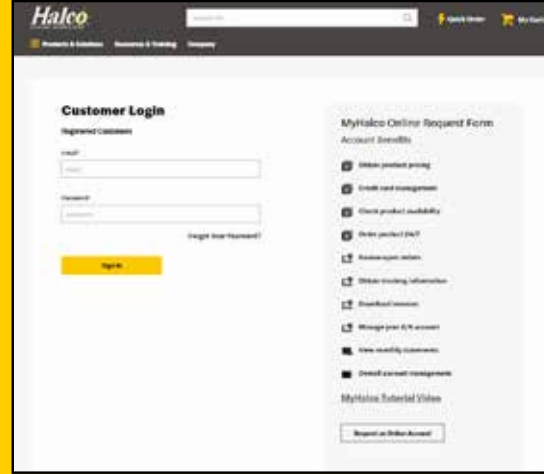 Halco
Quick Order
My Cart
Products & Solutions Resources & Training Company
Customer Login
Registered Customers
Email*
Password*
Forgot Your Password?
Sign In
MyHalco Online Request Form
Account Benefits
Obtain product pricing
Credit card management
Check product availability
Order product 24/7
Review open orders
Obtain tracking information
Download invoices
Manage your A/R account
View monthly statements
Overall account management
MyHalco Tutorial Video
Request an Online Account